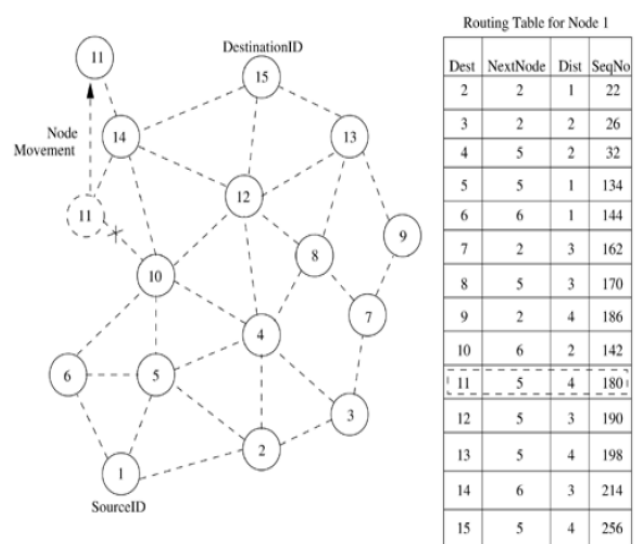 Routing Table for Node 1
DestinationID
11
15
Node
Movement
14
13
11
12
9
8
10
7
4
6
5
3
2
1
SourceID
Dest NextNode Dist SeqNo
2 2 1 22
3 2 2 26
4 5 2 32
5 5 1 134
6 6 1 144
7 2 3 162
8 5 3 170
9 2 4 186
10 6 2 142
11 5 4 180
12 5 3 190
13 5 4 198
14 6 3 214
15 5 4 256